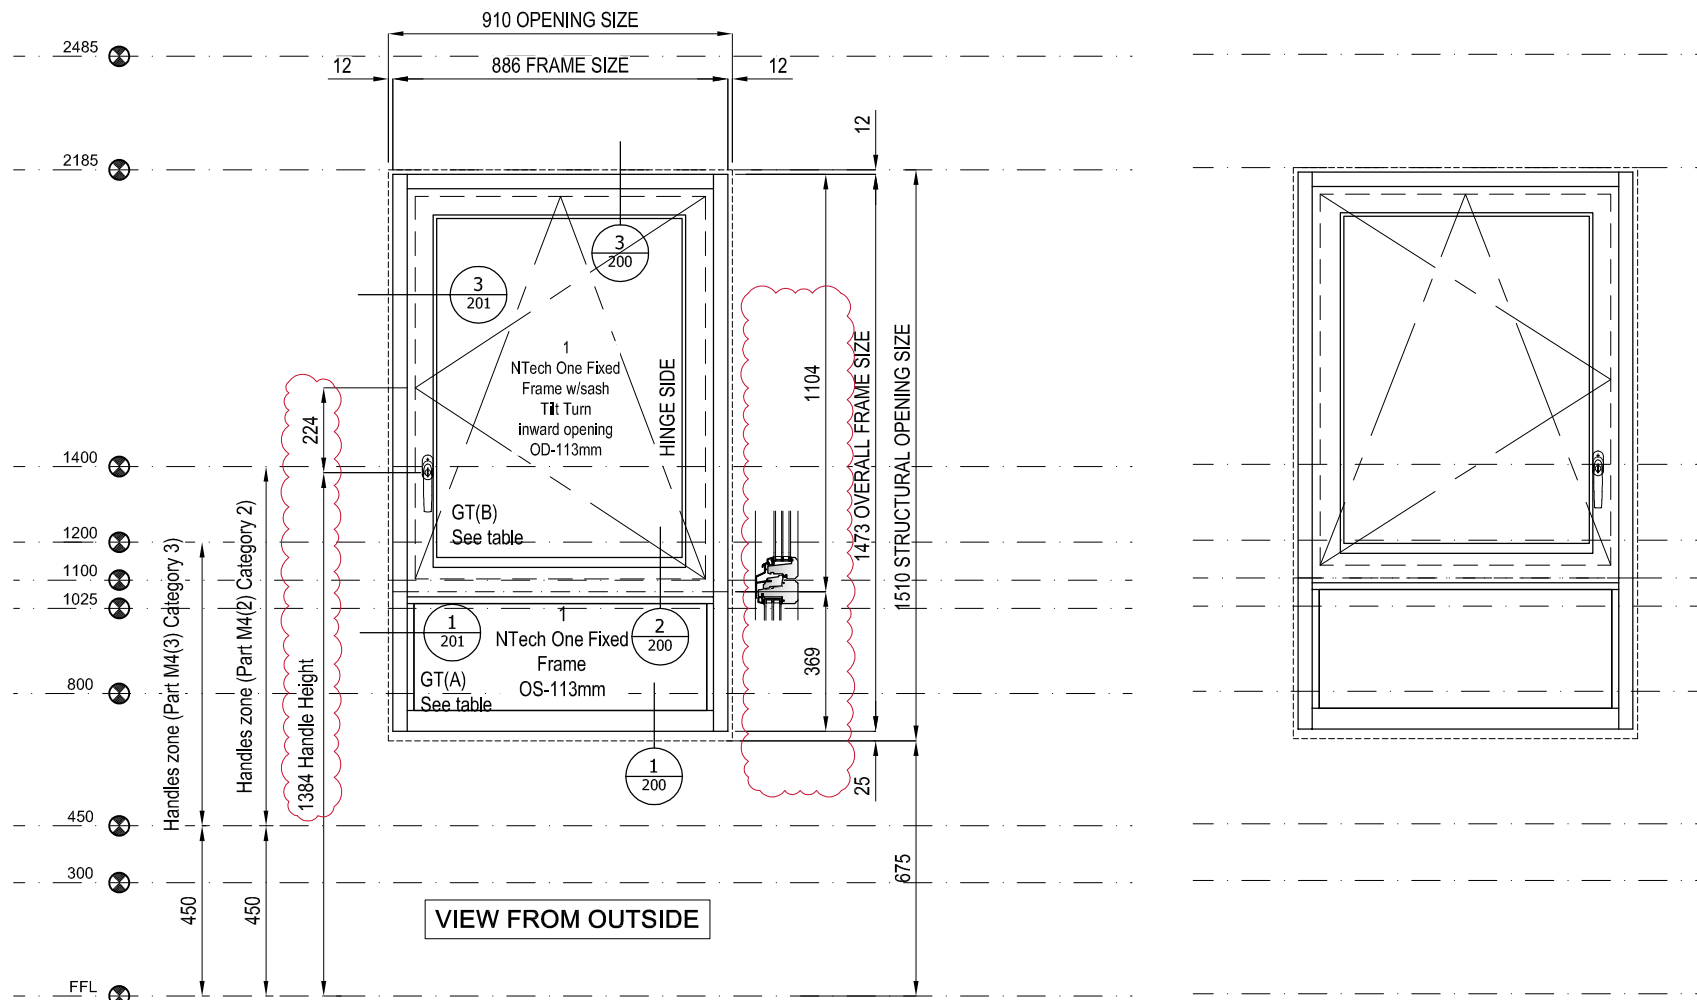 910 OPENING SIZE
12
886 FRAME SIZE
12
2485
2185
12
3
200
3
201
1
NTech One Fixed
Frame w/sash
Tilt Turn
inward opening
OD-113mm
HINGE SIDE
1104
1473 OVERALL FRAME SIZE
1510 STRUCTURAL OPENING SIZE
224
1400
GT(B)
See table
1200
1100
1025
Handles zone (Part M4(3) Category 3)
Handles zone (Part M4(2) Category 2)
1384 Handle Height
1
201
1
NTech One Fixed
Frame
OS-113mm
2
200
369
GT(A)
See table
800
1
200
25
450
300
675
450
450
VIEW FROM OUTSIDE
FFL